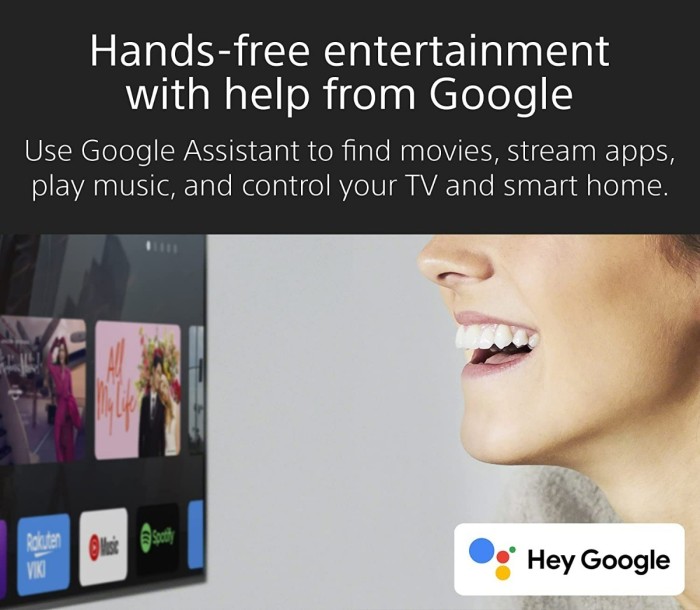 Hands-free entertainment
with help from Google
Use Google Assistant to find movies, stream apps,
play music, and control your TV and smart home.
All
My Life
Rakuten
VIKI
Music
Spotify
Hey Google